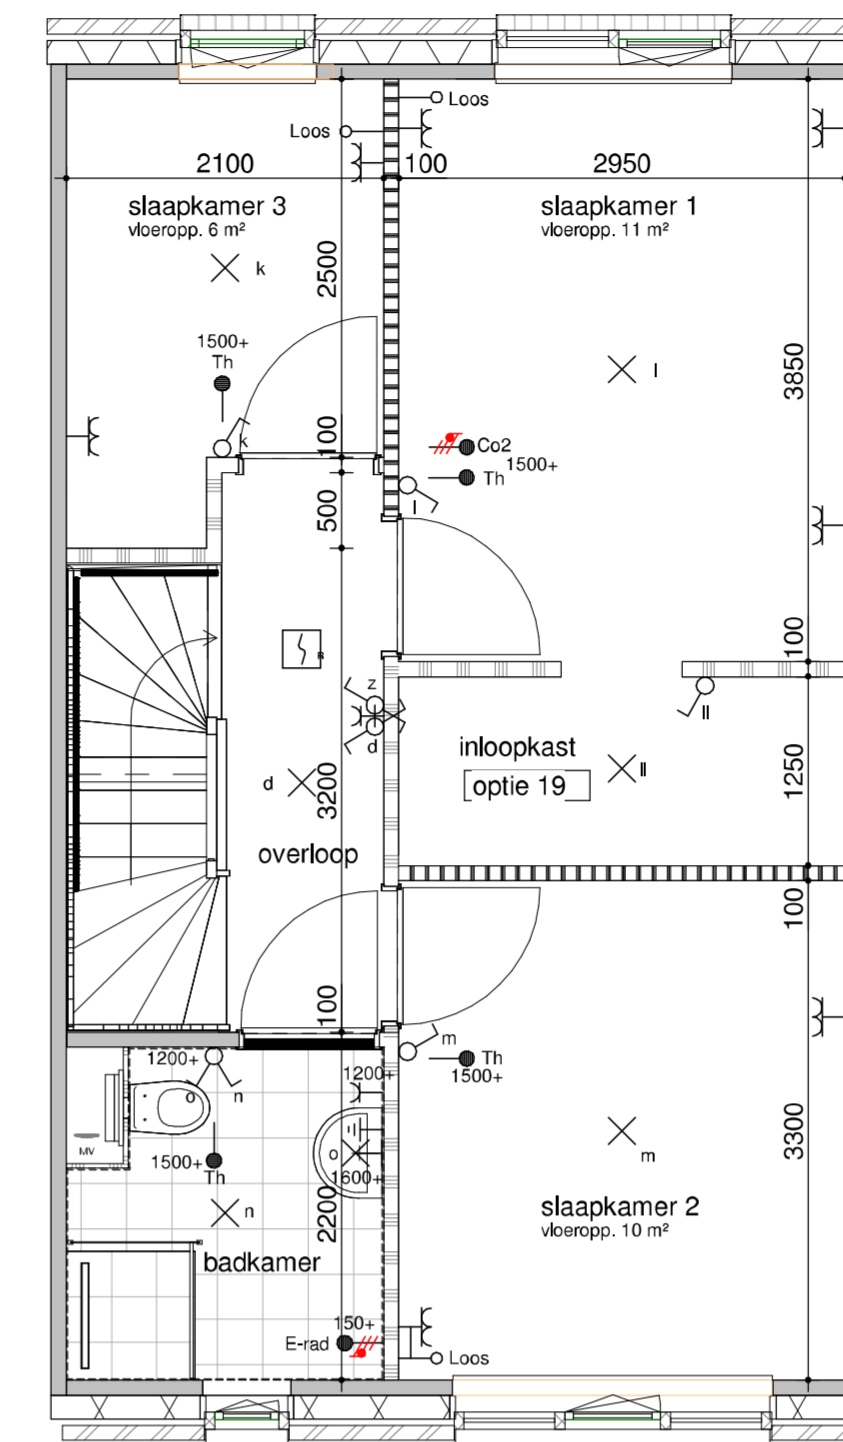 Loos
Loos
2100
100
2950
slaapkamer 3
vloeropp. 6 m²
slaapkamer 1
vloeropp. 11 m²
k
2500
1500+
Th
l
3850
k
100
Co2
1500+
Th
l
500
100
z
d
ll
inloopkast
optie 19
ll
1250
d
3200
overloop
100
100
1200+
o
n
MV
1200+
m
Th
1500+
1500+
Th
o
1600+
m
3300
n
2200
slaapkamer 2
vloeropp. 10 m²
badkamer
150+
E-rad
Loos